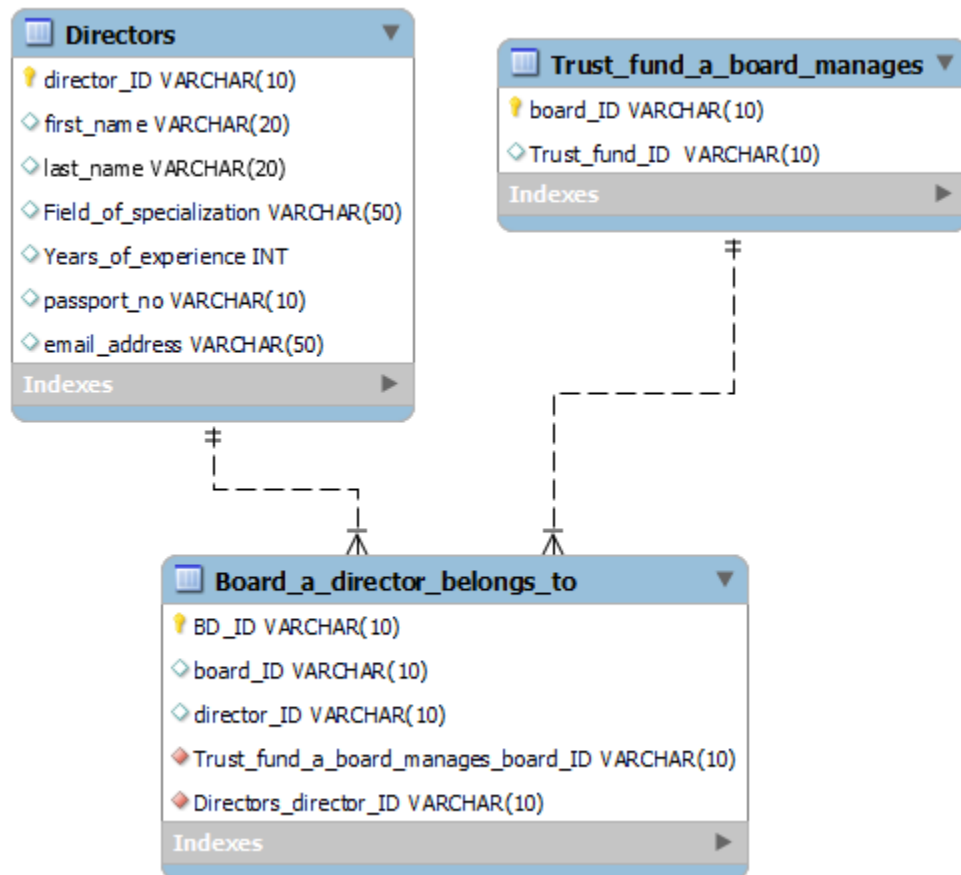 Directors
director_ID VARCHAR(10)
first_name VARCHAR(20)
last_name VARCHAR(20)
Field_of_specialization VARCHAR(50)
Years_of_experience INT
passport_no VARCHAR(10)
email_address VARCHAR(50)
Indexes
Trust_fund_a_board_manages
board_ID VARCHAR(10)
Trust_fund_ID VARCHAR(10)
Indexes
Board_a_director_belongs_to
BD_ID VARCHAR(10)
board_ID VARCHAR(10)
director_ID VARCHAR(10)
Trust_fund_a_board_manages_board_ID VARCHAR(10)
Directors_director_ID VARCHAR(10)
Indexes